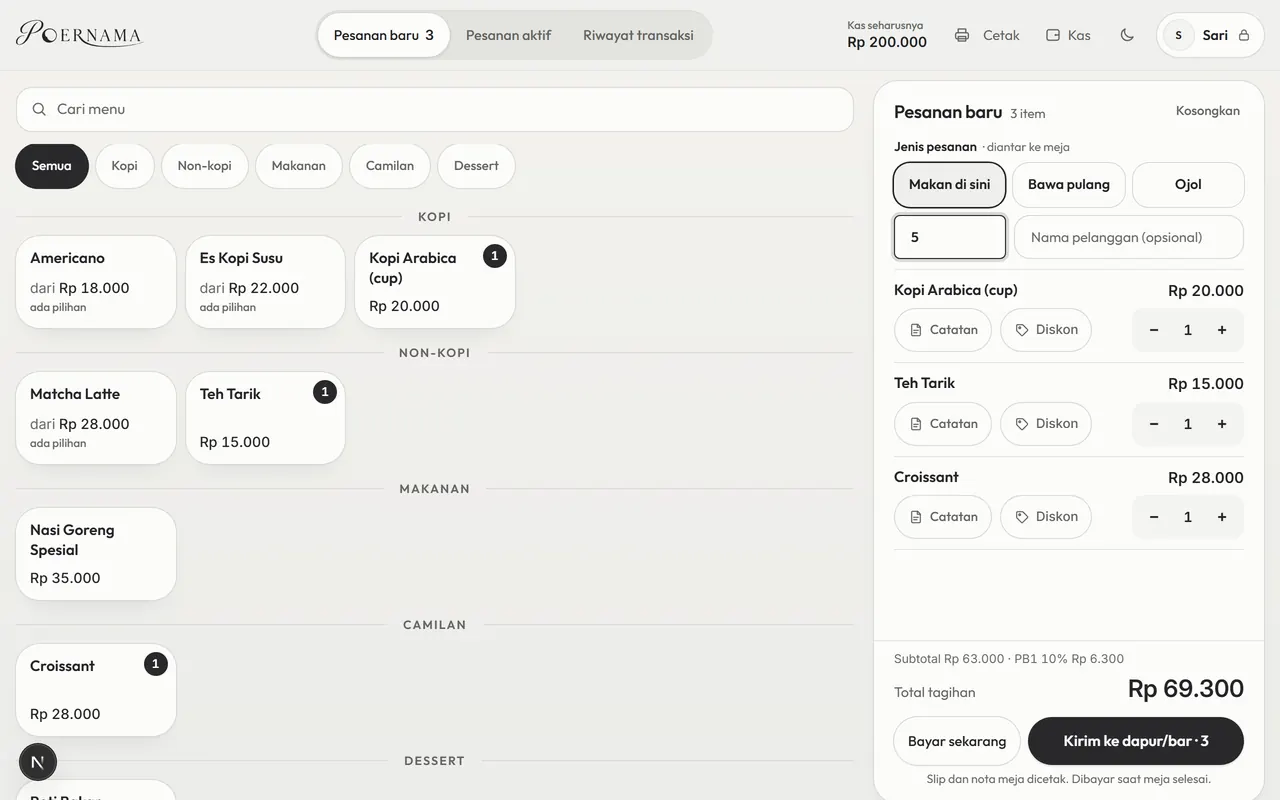 POERNAMA
Pesanan baru 3
Pesanan aktif
Riwayat transaksi
Kas seharusnya
Rp 200.000
Cetak
Kas
S
Sari
Cari menu
Semua
Kopi
Non-kopi
Makanan
Camilan
Dessert
KOPI
Americano
dari Rp 18.000
ada pilihan
Es Kopi Susu
dari Rp 22.000
ada pilihan
Kopi Arabica
(cup)
1
Rp 20.000
NON-KOPI
Matcha Latte
dari Rp 28.000
ada pilihan
Teh Tarik
1
Rp 15.000
MAKANAN
Nasi Goreng
Spesial
Rp 35.000
CAMILAN
Croissant
1
Rp 28.000
N
DESSERT
Pesanan baru 3 item
Kosongkan
Jenis pesanan · diantar ke meja
Makan di sini
Bawa pulang
Ojol
5
Nama pelanggan (opsional)
Kopi Arabica (cup)
Rp 20.000
Catatan
Diskon
− 1 +
Teh Tarik
Rp 15.000
Catatan
Diskon
− 1 +
Croissant
Rp 28.000
Catatan
Diskon
− 1 +
Subtotal Rp 63.000 · PB1 10% Rp 6.300
Total tagihan
Rp 69.300
Bayar sekarang
Kirim ke dapur/bar · 3
Slip dan nota meja dicetak. Dibayar saat meja selesai.